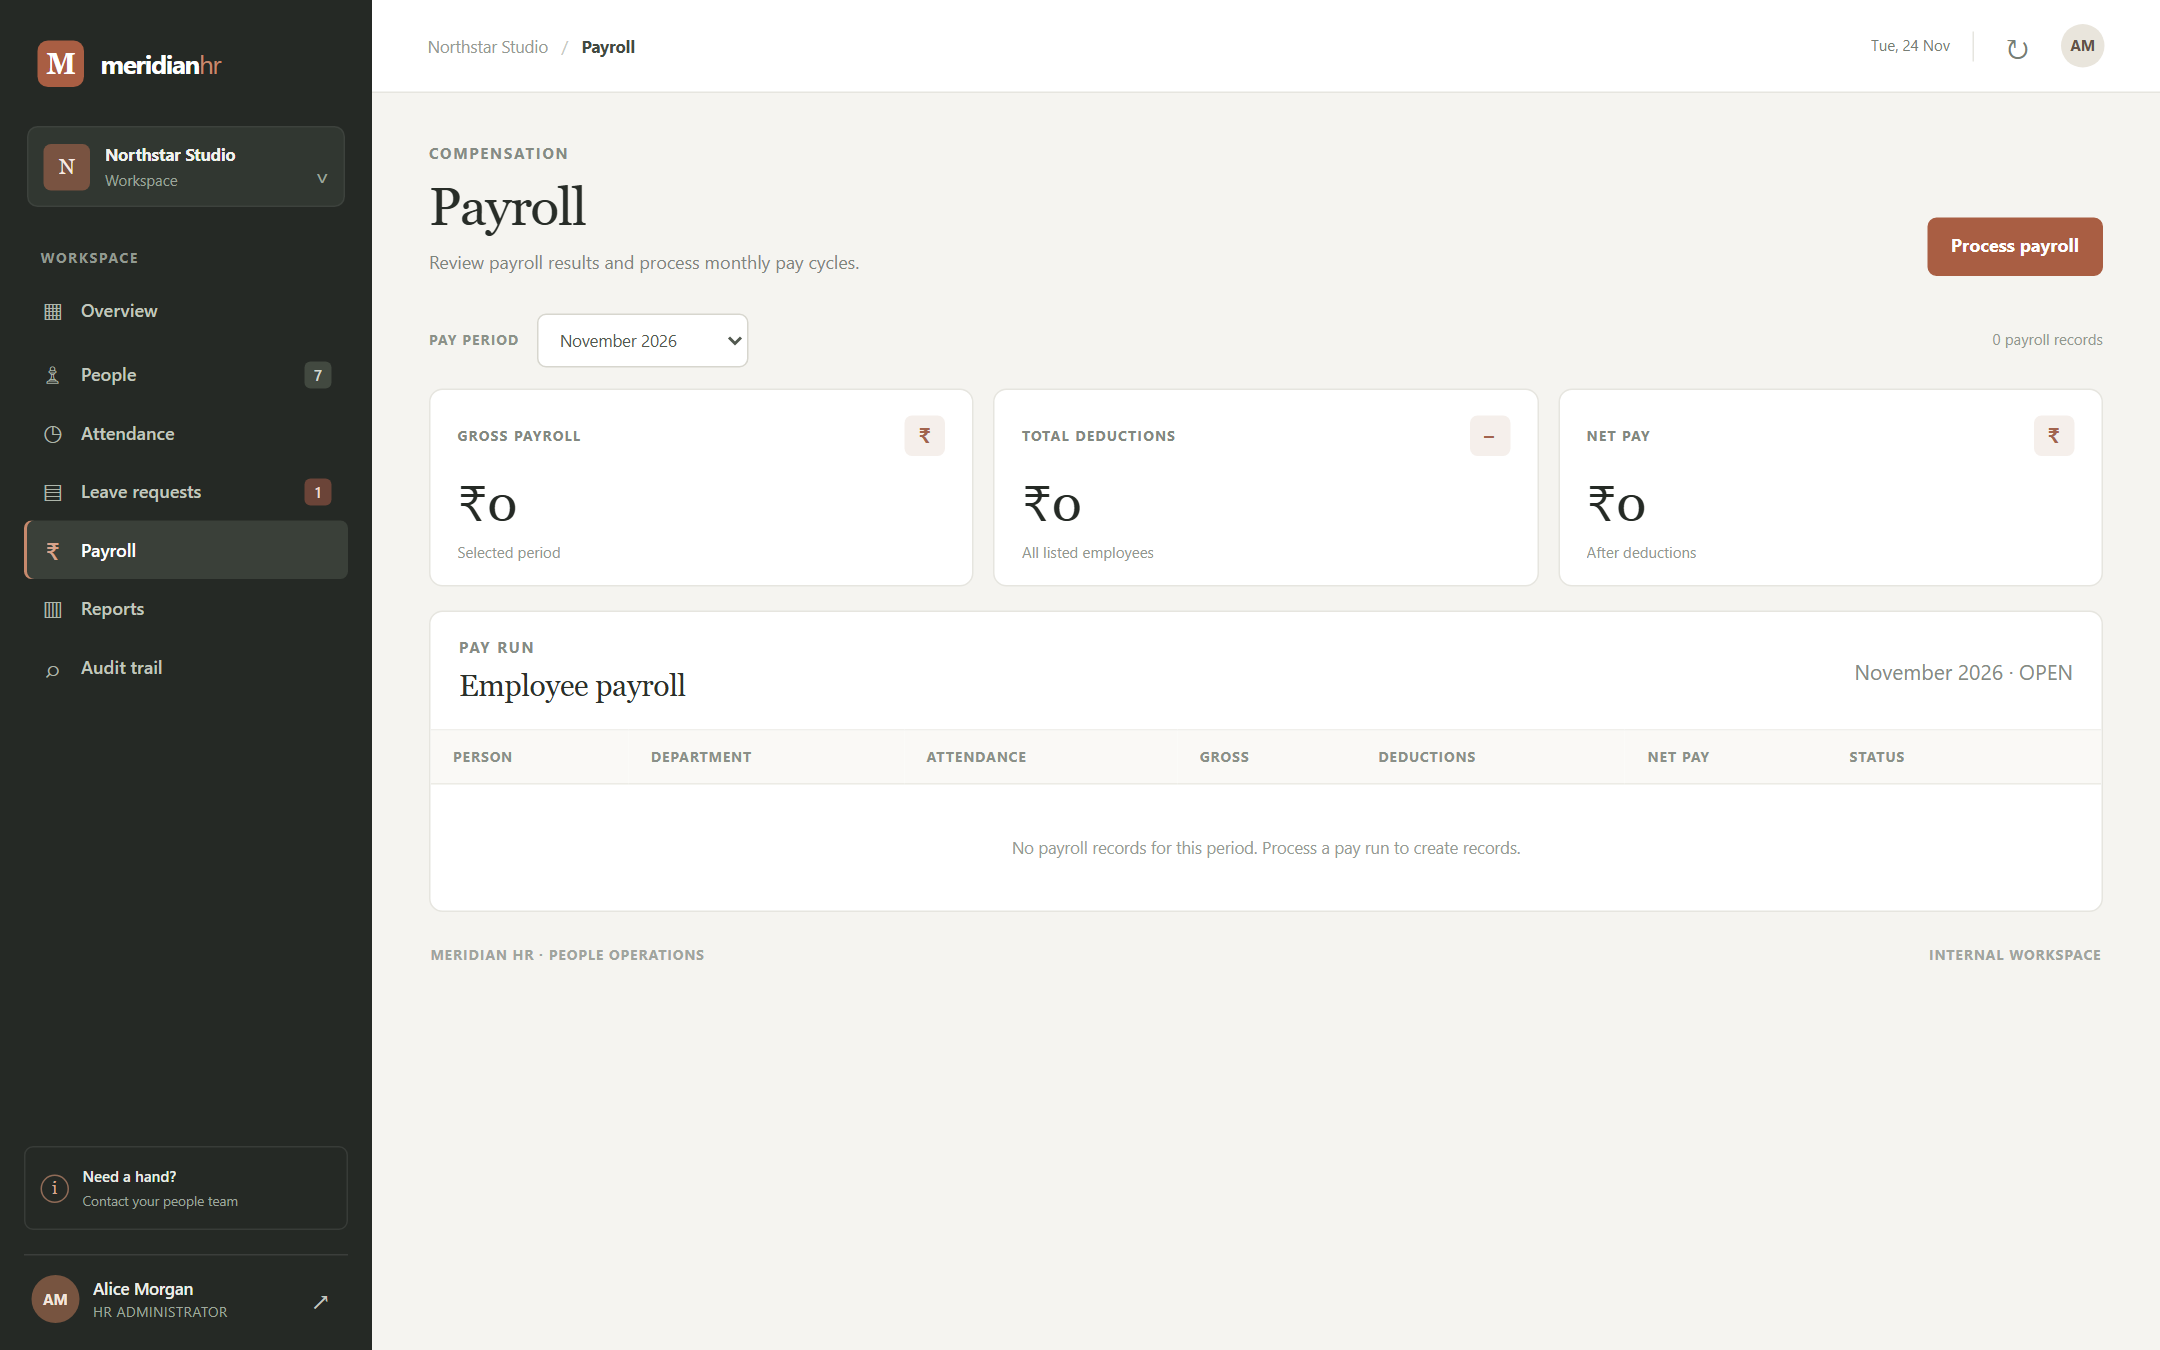 M meridianhr
N Northstar Studio
Workspace
WORKSPACE
Overview
People 7
Attendance
Leave requests 1
₹ Payroll
Reports
Audit trail
i Need a hand?
Contact your people team
AM Alice Morgan
HR ADMINISTRATOR
Northstar Studio / Payroll
Tue, 24 Nov
AM
COMPENSATION
Payroll
Review payroll results and process monthly pay cycles.
Process payroll
PAY PERIOD November 2026
0 payroll records
GROSS PAYROLL ₹
₹0
Selected period
TOTAL DEDUCTIONS –
₹0
All listed employees
NET PAY ₹
₹0
After deductions
PAY RUN
Employee payroll
November 2026 · OPEN
PERSON DEPARTMENT ATTENDANCE GROSS DEDUCTIONS NET PAY STATUS
No payroll records for this period. Process a pay run to create records.
MERIDIAN HR · PEOPLE OPERATIONS
INTERNAL WORKSPACE